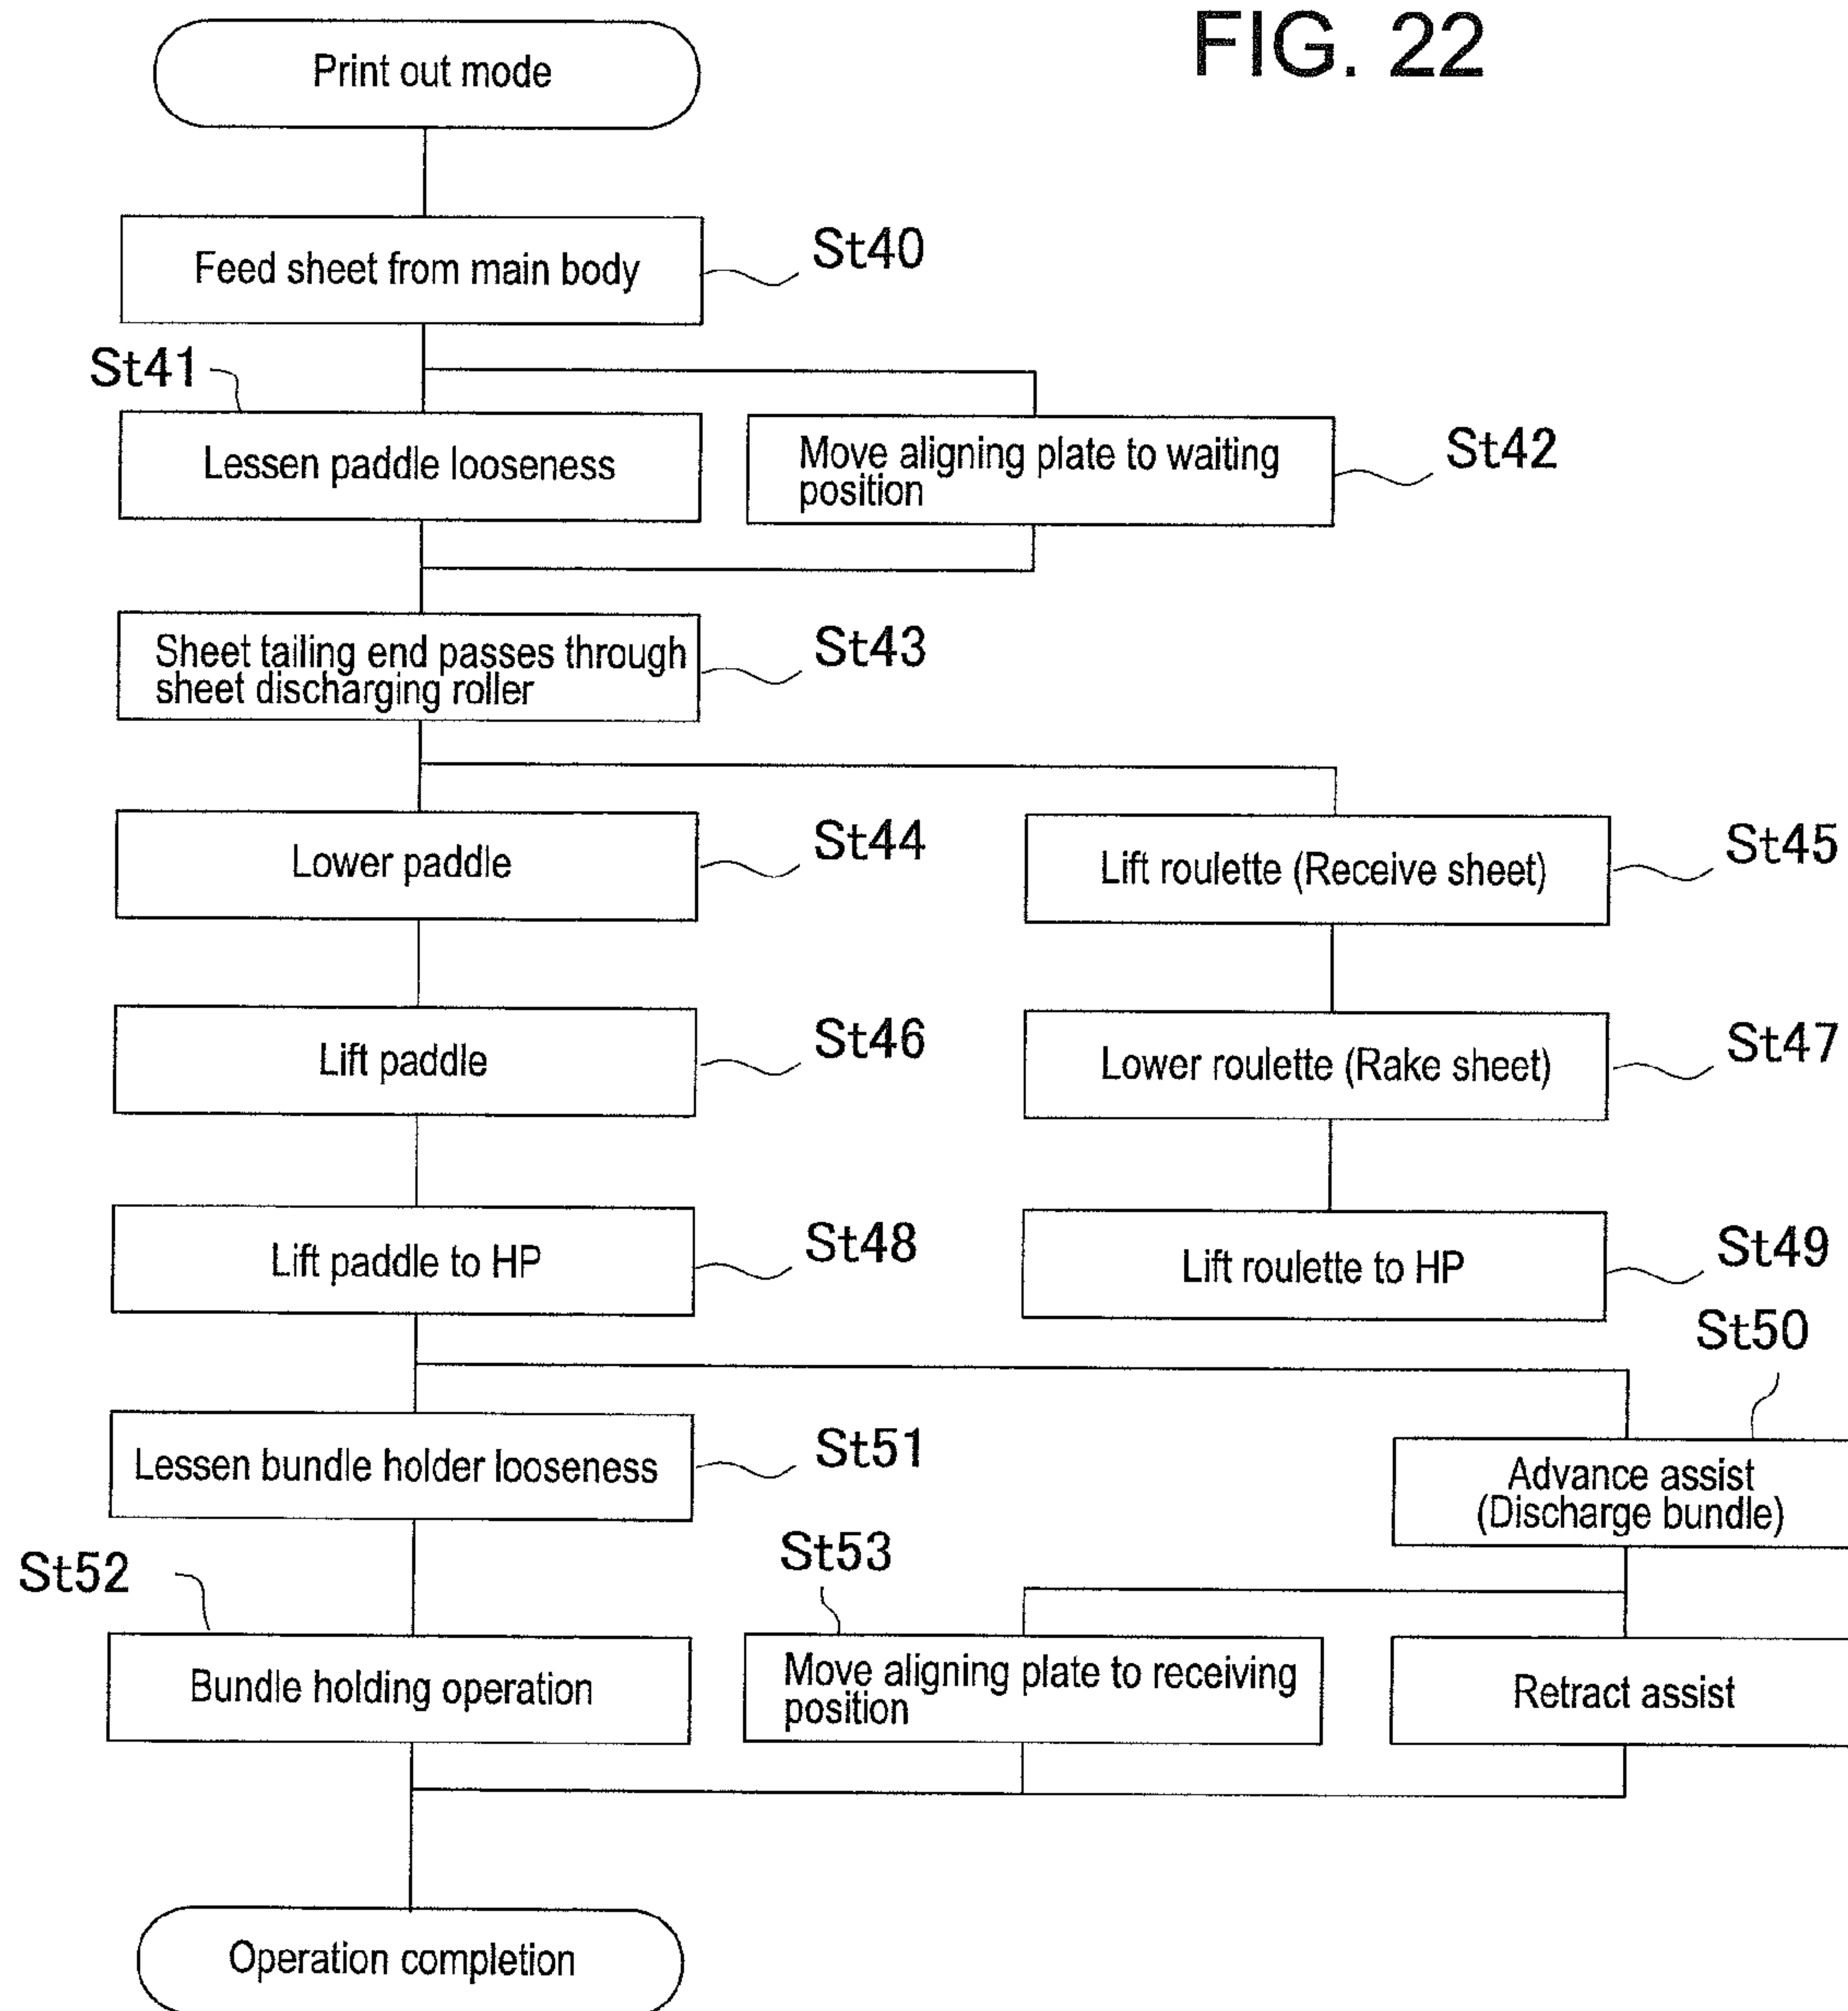 FIG. 22
Print out mode
Feed sheet from main body
St40
St41
Lessen paddle looseness
Move aligning plate to waiting
position
St42
Sheet tailing end passes through
sheet discharging roller
St43
Lower paddle
St44
Lift roulette (Receive sheet)
St45
Lift paddle
St46
Lower roulette (Rake sheet)
St47
Lift paddle to HP
St48
Lift roulette to HP
St49
St50
Lessen bundle holder looseness
St51
Advance assist
(Discharge bundle)
St52
St53
Bundle holding operation
Move aligning plate to receiving
position
Retract assist
Operation completion